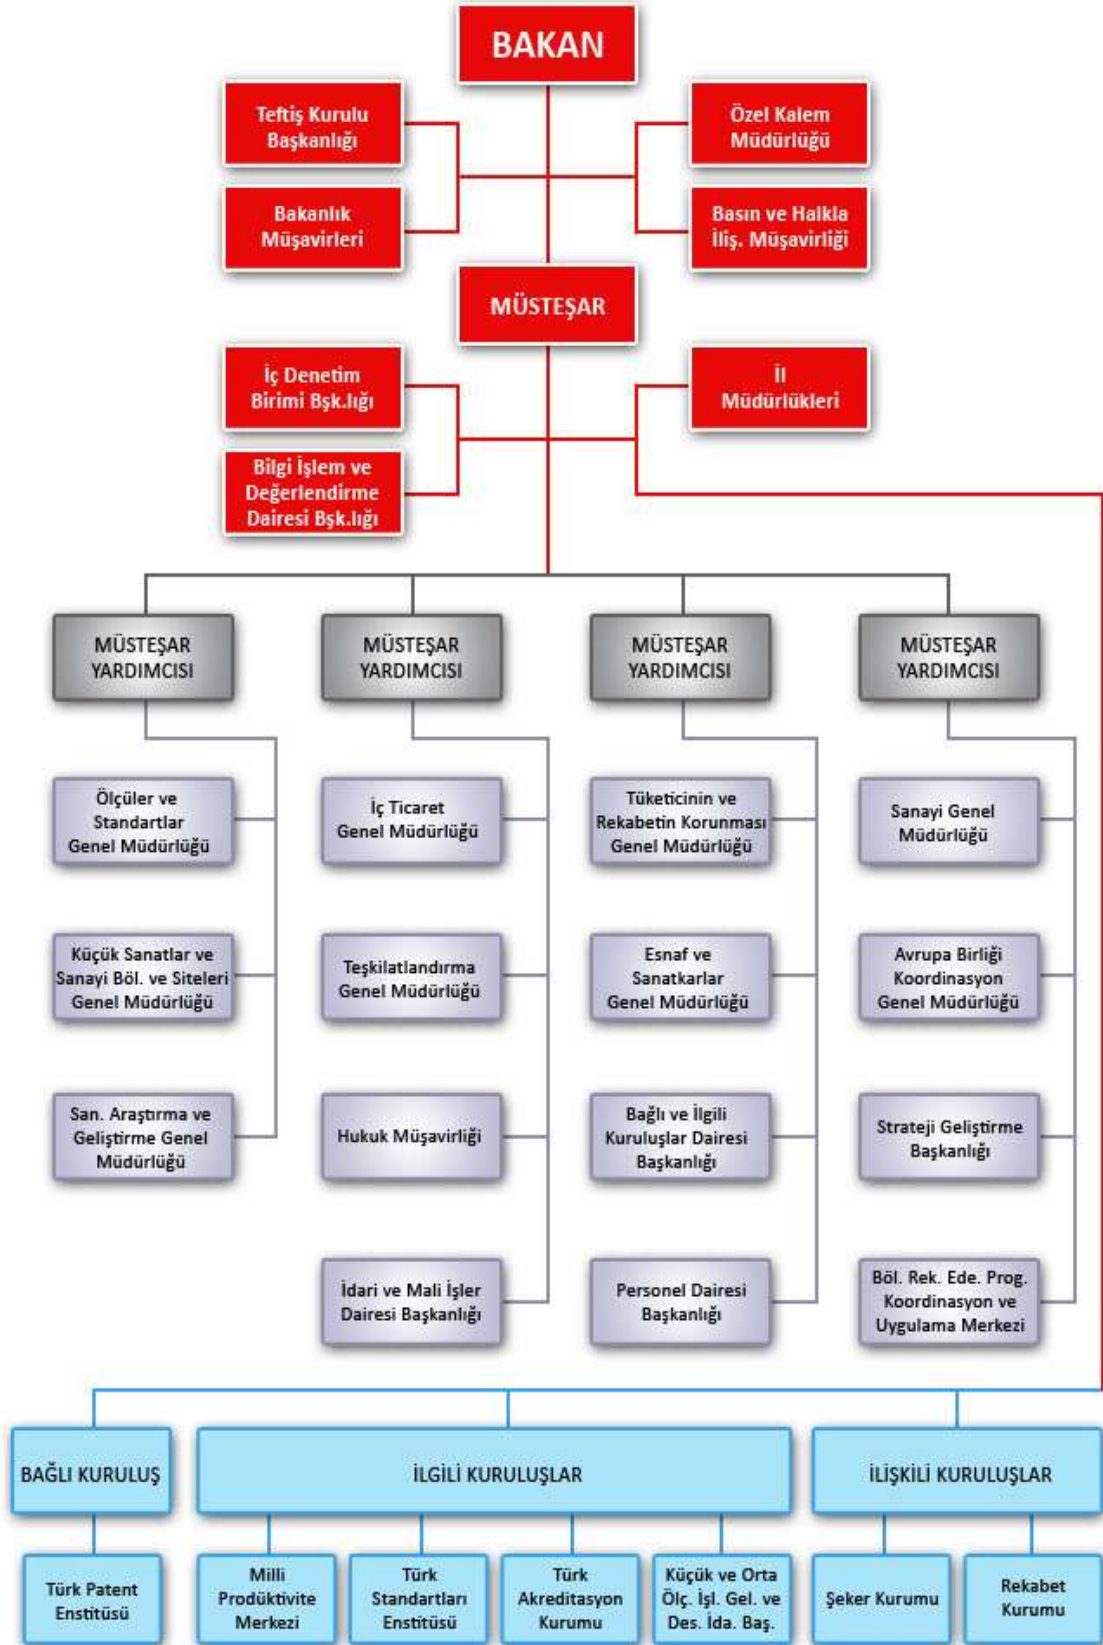 BAKAN
Teftiş Kurulu
Başkanlığı
Özel Kalem
Müdürlüğü
Bakanlık
Müşavirleri
Basın ve Halkla
İliş. Müşavirliği
MÜSTEŞAR
İç Denetim
Birimi Bşk.lığı
İl
Müdürlükleri
Bilgi İşlem ve
Değerlendirme
Dairesi Bşk.lığı
MÜSTEŞAR
YARDIMCISI
MÜSTEŞAR
YARDIMCISI
MÜSTEŞAR
YARDIMCISI
MÜSTEŞAR
YARDIMCISI
Ölçüler ve
Standartlar
Genel Müdürlüğü
İç Ticaret
Genel Müdürlüğü
Tüketicinin ve
Rekabetin Korunması
Genel Müdürlüğü
Sanayi Genel
Müdürlüğü
Küçük Sanatlar ve
Sanayi Böl. ve Siteleri
Genel Müdürlüğü
Teşkilatlandırma
Genel Müdürlüğü
Esnaf ve
Sanatkarlar
Genel Müdürlüğü
Avrupa Birliği
Koordinasyon
Genel Müdürlüğü
San. Araştırma ve
Geliştirme Genel
Müdürlüğü
Hukuk Müşavirliği
Bağlı ve İlgili
Kuruluşlar Dairesi
Başkanlığı
Strateji Geliştirme
Başkanlığı
İdari ve Mali İşler
Dairesi Başkanlığı
Personel Dairesi
Başkanlığı
Böl. Rek. Ede. Prog.
Koordinasyon ve
Uygulama Merkezi
BAĞLI KURULUŞ
İLGİLİ KURULUŞLAR
İLİŞKİLİ KURULUŞLAR
Türk Patent
Enstitüsü
Milli
Prodüktivite
Merkezi
Türk
Standartları
Enstitüsü
Türk
Akreditasyon
Kurumu
Küçük ve Orta
Ölç. İşl. Gel. ve
Des. İda. Baş.
Şeker Kurumu
Rekabet
Kurumu